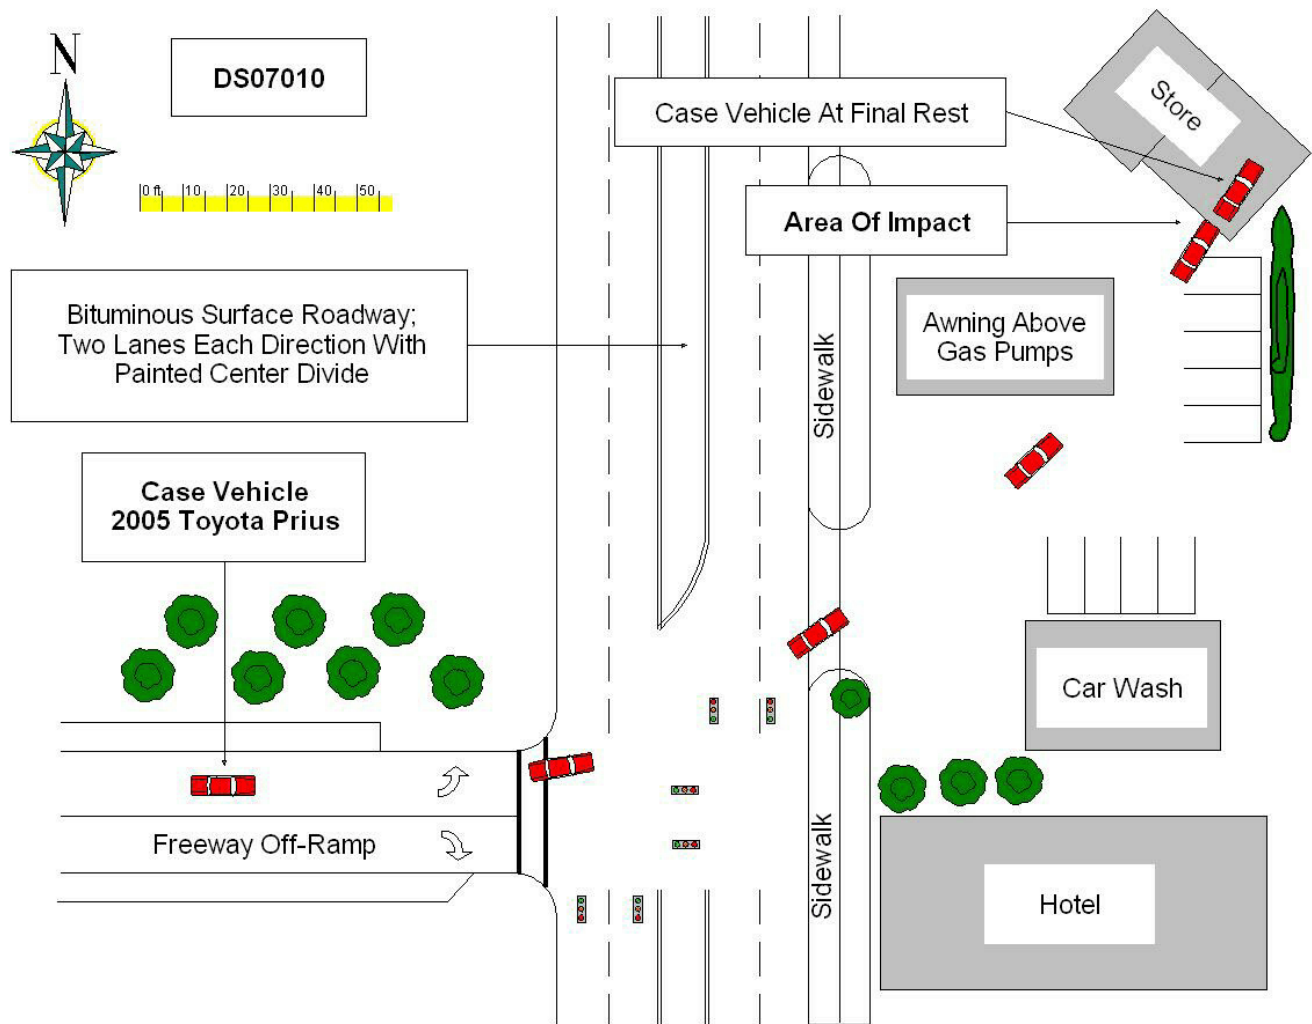 N
DS07010
0 ft
10
20
30
40
50
Case Vehicle At Final Rest
Store
Area Of Impact
Bituminous Surface Roadway;
Two Lanes Each Direction With
Painted Center Divide
Awning Above
Gas Pumps
Sidewalk
Case Vehicle
2005 Toyota Prius
Car Wash
Freeway Off-Ramp
Sidewalk
Hotel